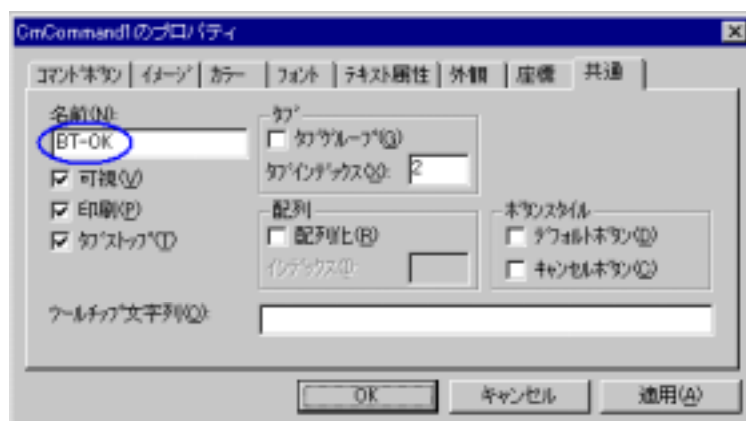 CmCommand1のプロパティ
コマンドボタン イメージ カラー フォント テキスト属性 外観 座標 共通
名前(N):
BT-OK
可視(V)
印刷(P)
タブストップ(T)
タブ
タブグループ(G)
タブインデックス(X): 2
配列
配列化(R)
インデックス(I):
ボタンスタイル
デフォルトボタン(D)
キャンセルボタン(C)
ツールチップ文字列(O):
OK キャンセル 適用(A)